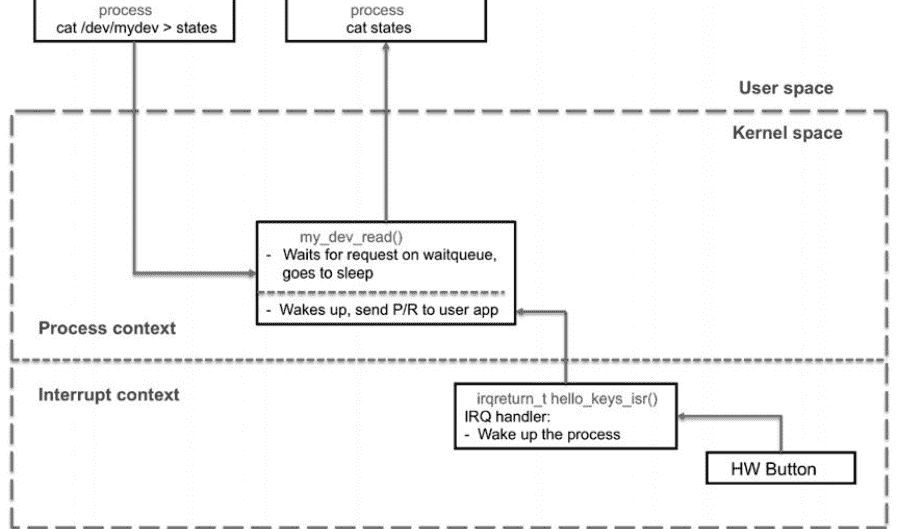 process
cat /dev/mydev > states
process
cat states
User space
Kernel space
my_dev_read()
- Waits for request on waitqueue,
goes to sleep
- Wakes up, send P/R to user app
Process context
Interrupt context
irqreturn_t hello_keys_isr()
IRQ handler:
- Wake up the process
HW Button